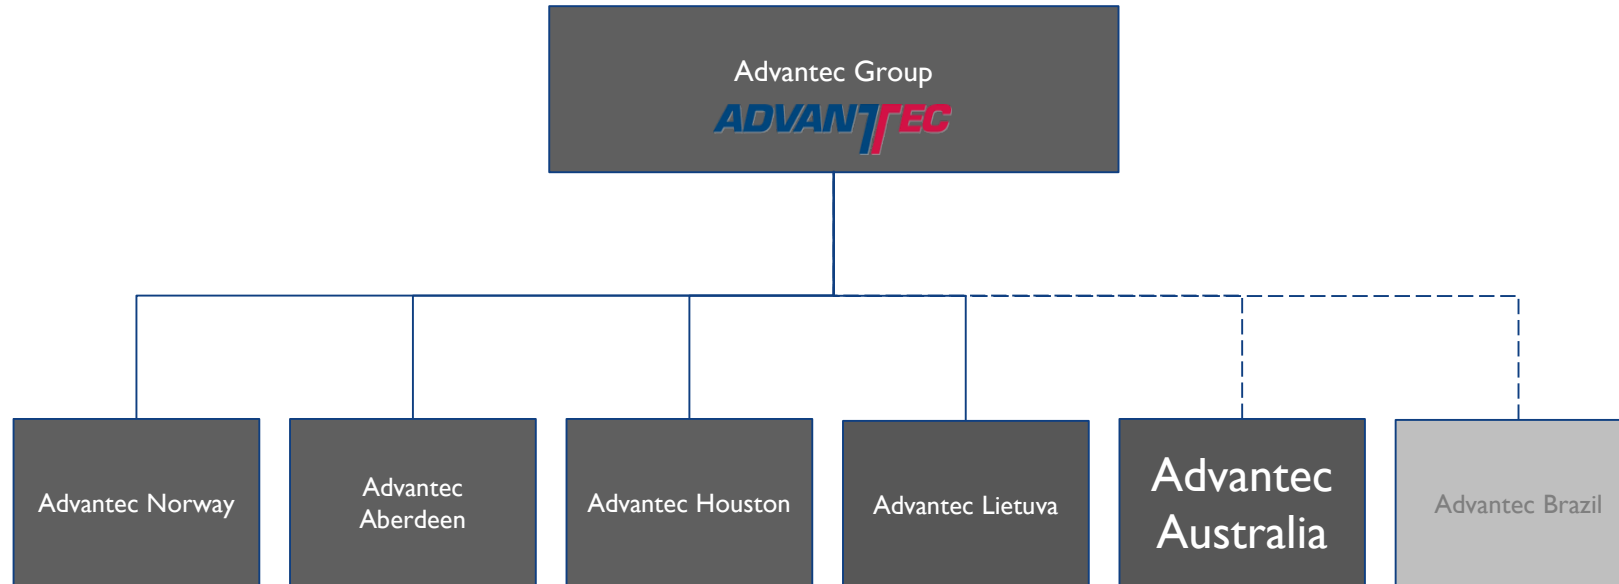 Advantec Group
ADVANTEC
Advantec Norway
Advantec
Aberdeen
Advantec Houston
Advantec Lietuva
Advantec
Australia
Advantec Brazil